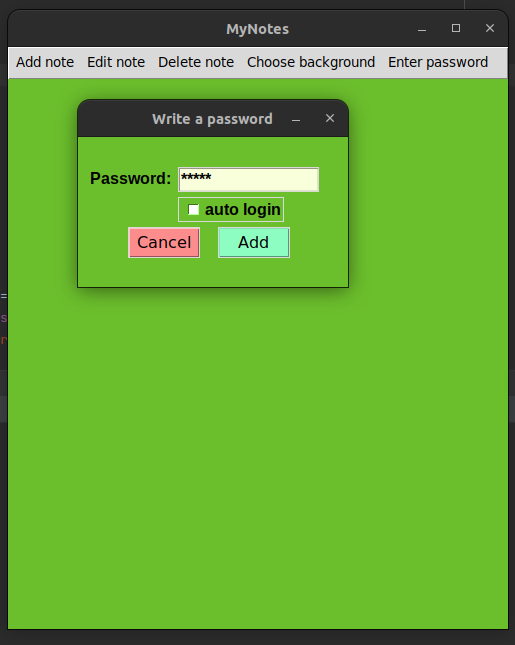 MyNotes
Add note Edit note Delete note Choose background Enter password
Write a password
Password: *****
auto login
Cancel Add
=
s
r